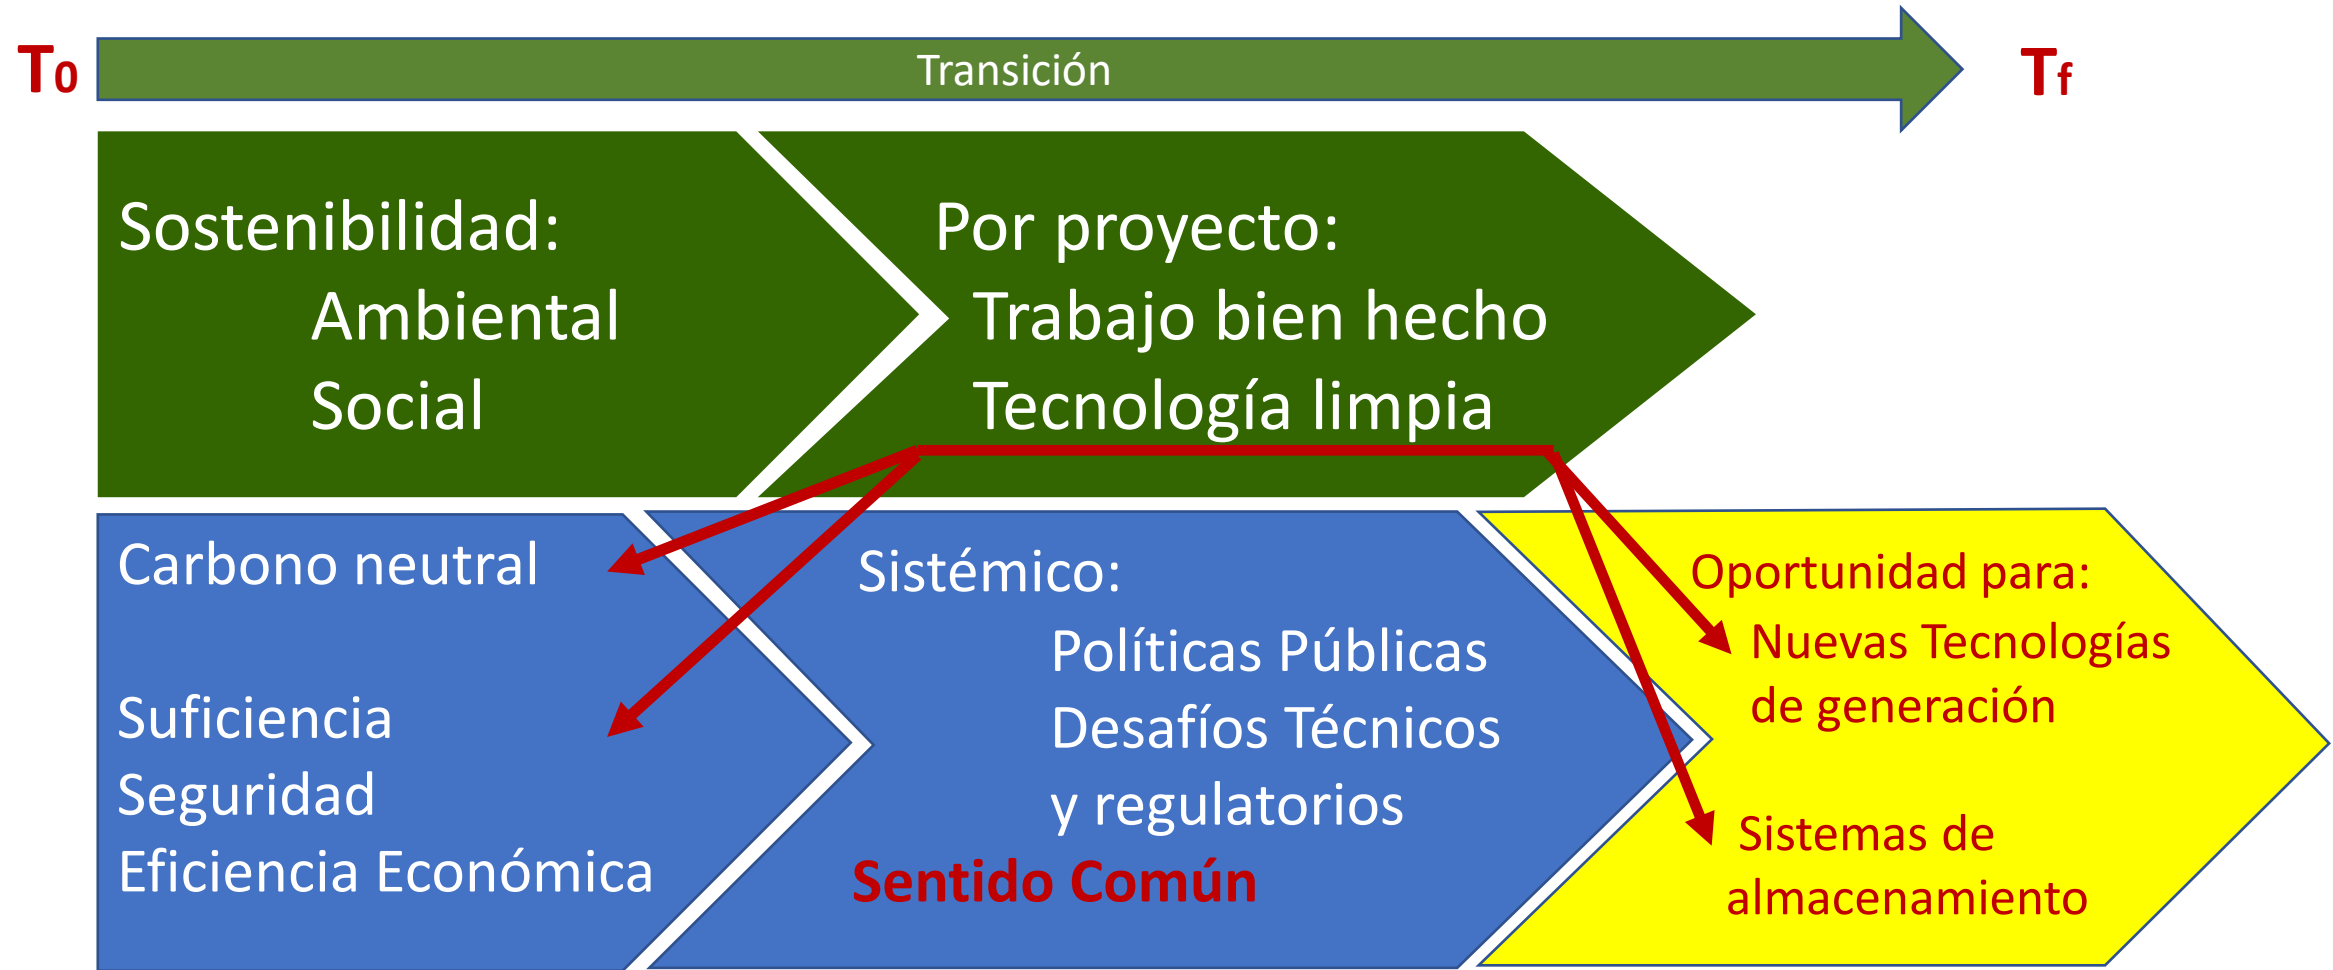 T0
Transición
Tf
Sostenibilidad:
Ambiental
Social
Por proyecto:
Trabajo bien hecho
Tecnología limpia
Carbono neutral
Suficiencia
Seguridad
Eficiencia Económica
Sistémico:
Políticas Públicas
Desafíos Técnicos
y regulatorios
Sentido Común
Oportunidad para:
Nuevas Tecnologías
de generación
Sistemas de
almacenamiento